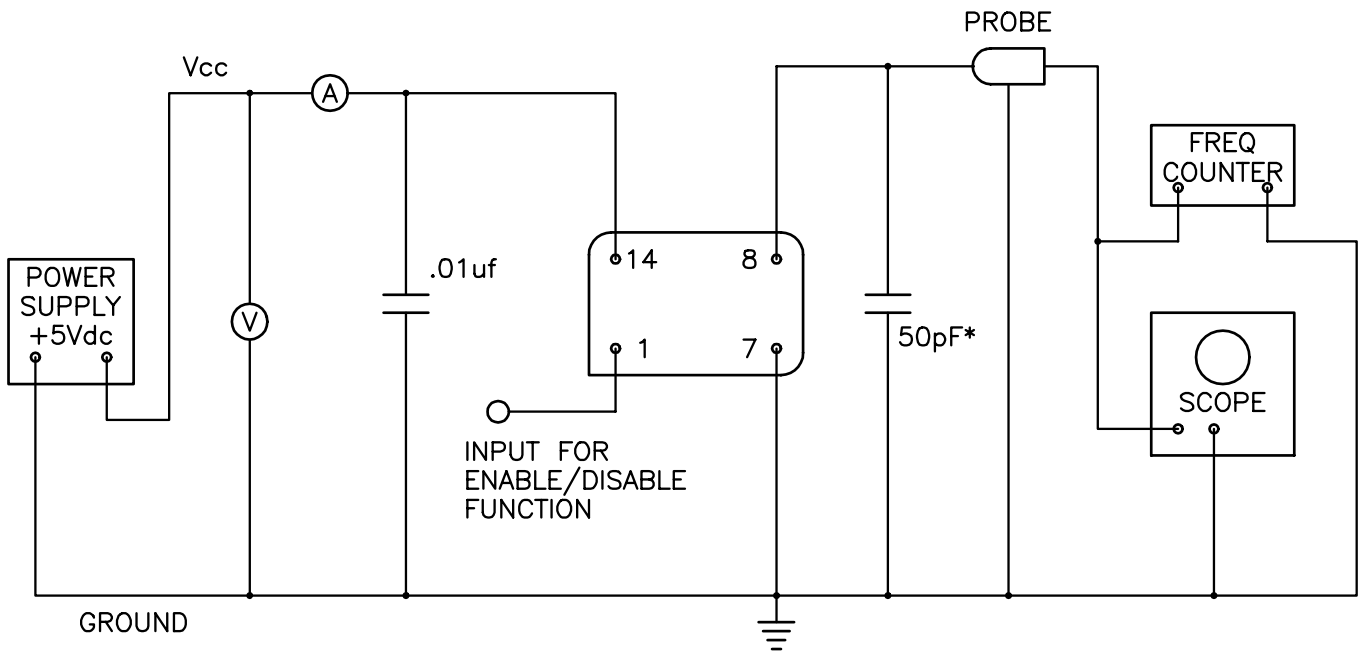 PROBE
Vcc
A
FREQ
COUNTER
14
8
.01uf
POWER
SUPPLY
+5Vdc
V
1
7
50pF*
SCOPE
INPUT FOR
ENABLE/DISABLE
FUNCTION
GROUND